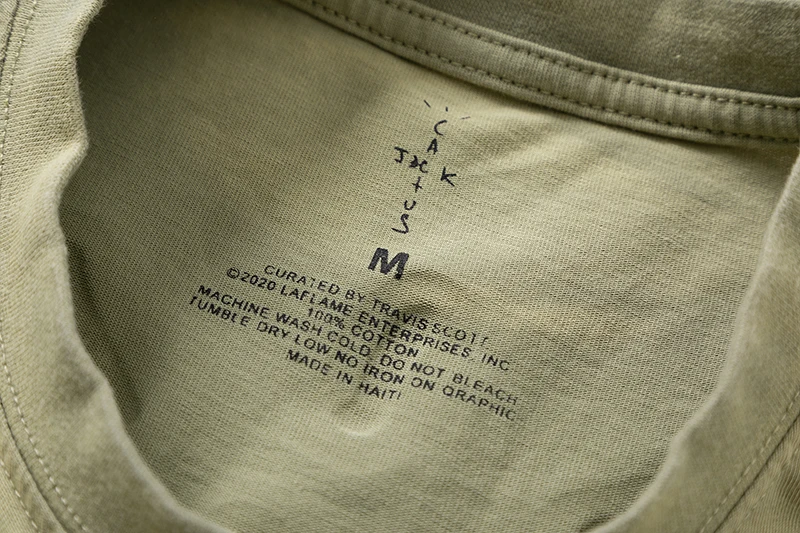 CACTUS
JACK
M
CURATED BY TRAVIS SCOTT
©2020 LAFLAME ENTERPRISES, INC.
100% COTTON
MACHINE WASH COLD, DO NOT BLEACH
TUMBLE DRY LOW NO IRON ON GRAPHIC
MADE IN HAITI